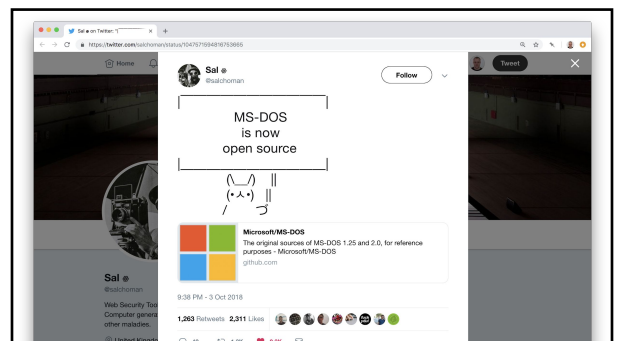 Sal on Twitter: "|
https://twitter.com/salchoman/status/1047571594816753665
Home
Tweet
Sal
@salchoman
Follow
|‾‾‾‾‾‾‾‾‾‾‾‾‾‾‾‾‾‾|
MS-DOS
is now
open source
|__________________|
(\__/) ||
(•ㅅ•) ||
/ 　 づ
Microsoft/MS-DOS
The original sources of MS-DOS 1.25 and 2.0, for reference
purposes - Microsoft/MS-DOS
github.com
9:38 PM - 3 Oct 2018
1,263 Retweets 2,311 Likes
Sal
@salchoman
Web Security Too
Computer genera
other maladies.
United Kingdo